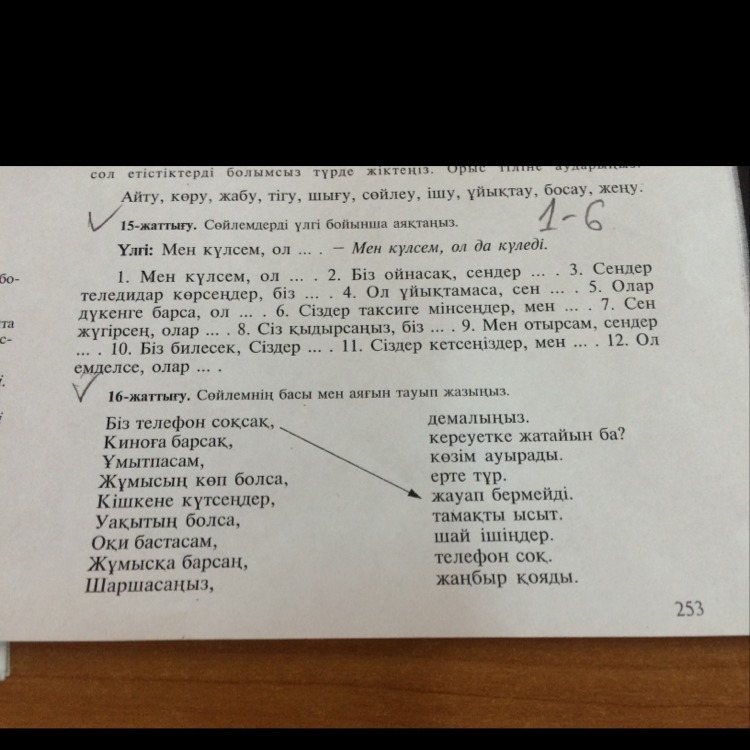 сол етістіктерді болымсыз түрде жіктеңіз. Орыс тіліне аударыңыз.
Айту, көру, жабу, тігу, шығу, сөйлеу, ішу, ұйықтау, босау, жеңу.
15-жаттығу. Сөйлемдерді үлгі бойынша аяқтаңыз.
1-6
Үлгі: Мен күлсем, ол ... . – Мен күлсем, ол да күледі.
1. Мен күлсем, ол ... . 2. Біз ойнасақ, сендер ... . 3. Сендер
теледидар көрсеңдер, біз ... . 4. Ол ұйықтамаса, сен ... . 5. Олар
дүкенге барса, ол ... . 6. Сіздер таксиге мінсеңдер, мен ... . 7. Сен
жүгірсең, олар ... . 8. Сіз қыдырсаңыз, біз ... . 9. Мен отырсам, сендер
... . 10. Біз билесек, Сіздер ... . 11. Сіздер кетсеңіздер, мен ... . 12. Ол
емделсе, олар ... .
16-жаттығу. Сөйлемнің басы мен аяғын тауып жазыңыз.
Біз телефон соқсақ, демалыңыз.
Киноға барсақ, кереуетке жатайын ба?
Ұмытпасам, көзім ауырады.
Жұмысың көп болса, ерте тұр.
Кішкене күтсеңдер, жауап бермейді.
Уақытың болса, тамақты ысыт.
Оқи бастасам, шай ішіңдер.
Жұмысқа барсаң, телефон соқ.
Шаршасаңыз, жаңбыр қояды.
253
бо-
та
с-